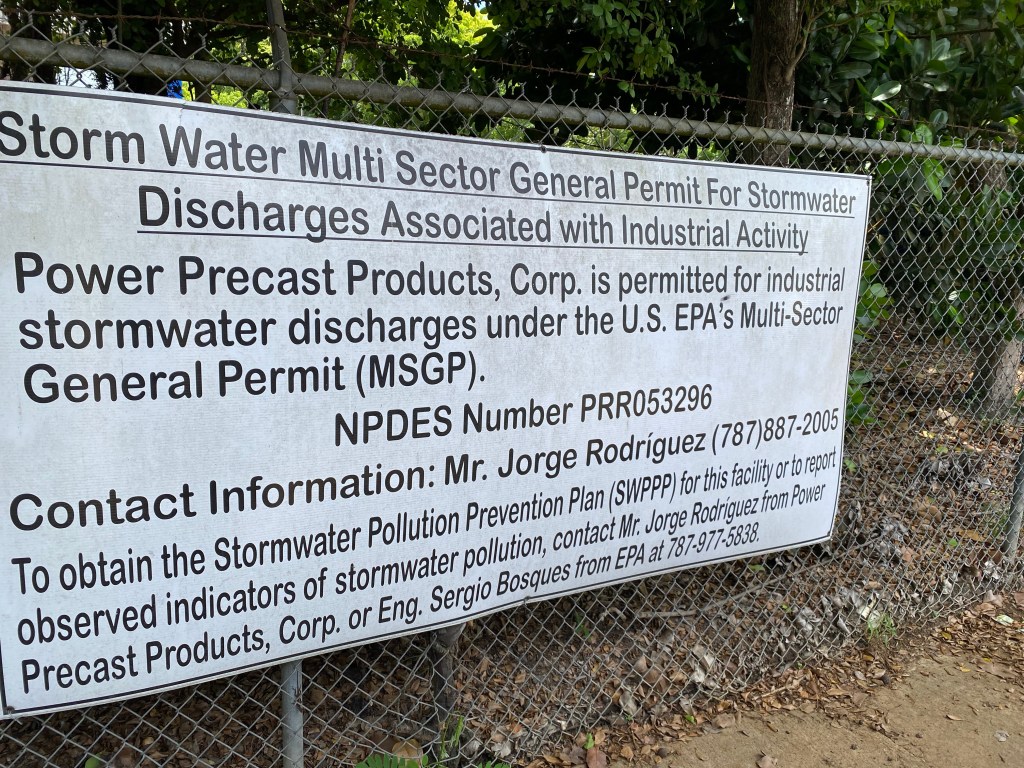 Storm Water Multi Sector General Permit For Stormwater
Discharges Associated with Industrial Activity
Power Precast Products, Corp. is permitted for industrial
stormwater discharges under the U.S. EPA's Multi-Sector
General Permit (MSGP).
NPDES Number PRR053296
Contact Information: Mr. Jorge Rodríguez (787)887-2005
To obtain the Stormwater Pollution Prevention Plan (SWPPP) for this facility or to report
observed indicators of stormwater pollution, contact Mr. Jorge Rodríguez from Power
Precast Products, Corp. or Eng. Sergio Bosques from EPA at 787-977-5838.